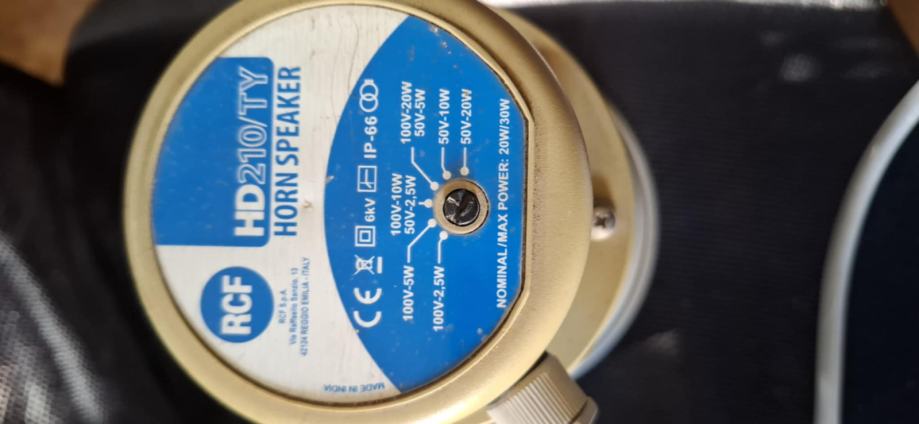 RCF
HD210/TY
HORN SPEAKER
RCF S.p.A.
Via Raffaello Sanzio, 13
42124 REGGIO EMILIA - ITALY
CE 6kV IP-66
100V-5W
100V-2,5W
100V-10W
50V-2,5W
100V-20W
50V-5W
50V-10W
50V-20W
NOMINAL/MAX POWER: 20W/30W
MADE IN INDIA